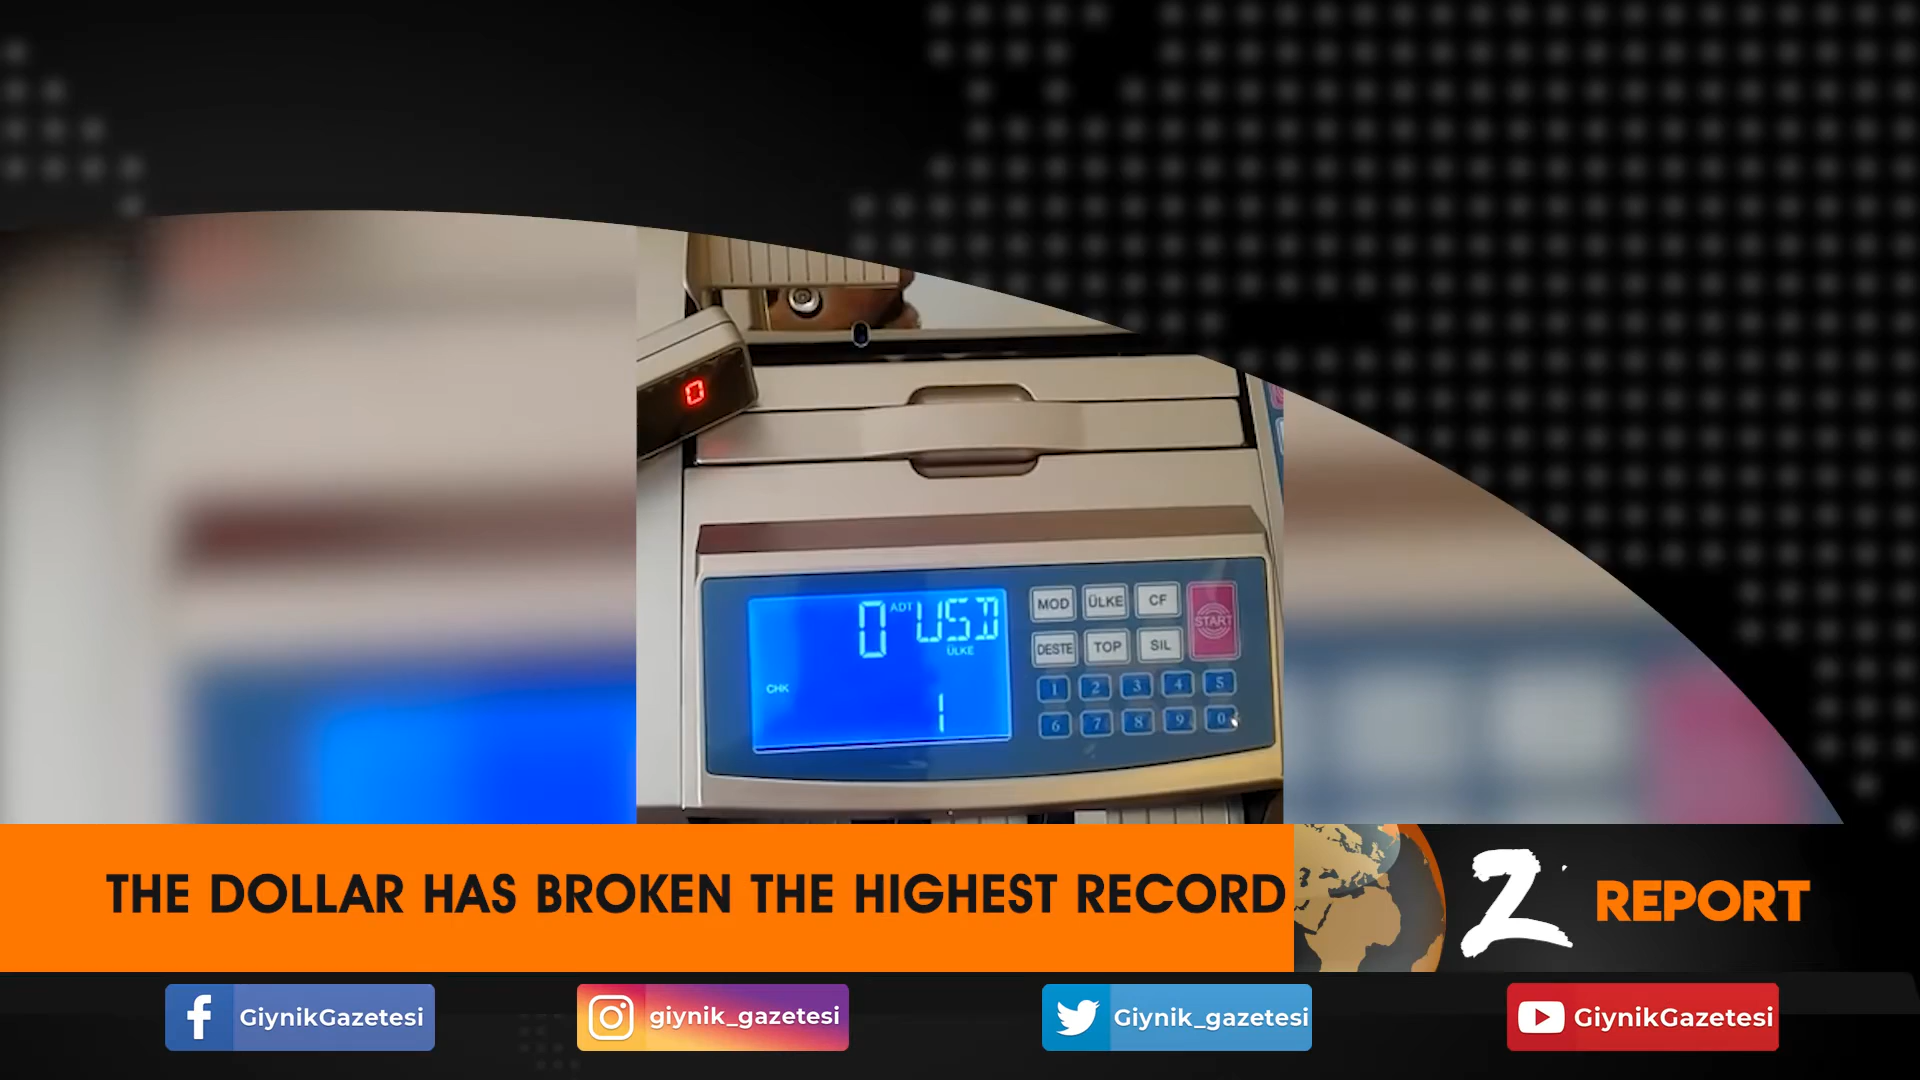 0
0 ADT USD
ÜLKE
CHK
1
MOD ÜLKE CF START
DESTE TOP SIL
1 2 3 4 5
6 7 8 9 0
THE DOLLAR HAS BROKEN THE HIGHEST RECORD
Z REPORT
GiynikGazetesi
giynik_gazetesi
Giynik_gazetesi
GiynikGazetesi